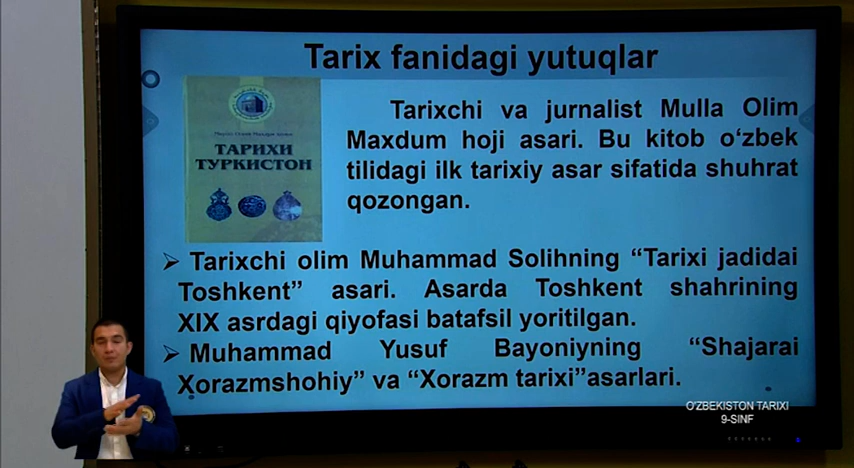 Tarix fanidagi yutuqlar
ТАРИХИ
ТУРКИСТОН
Tarixchi va jurnalist Mulla Olim
Maxdum hoji asari. Bu kitob o‘zbek
tilidagi ilk tarixiy asar sifatida shuhrat
qozongan.
➢ Tarixchi olim Muhammad Solihning “Tarixi jadidai
Toshkent” asari. Asarda Toshkent shahrining
XIX asrdagi qiyofasi batafsil yoritilgan.
➢ Muhammad Yusuf Bayoniyning “Shajarai
Xorazmshohiy” va “Xorazm tarixi”asarlari.
O'ZBEKISTON TARIXI
9-SINF